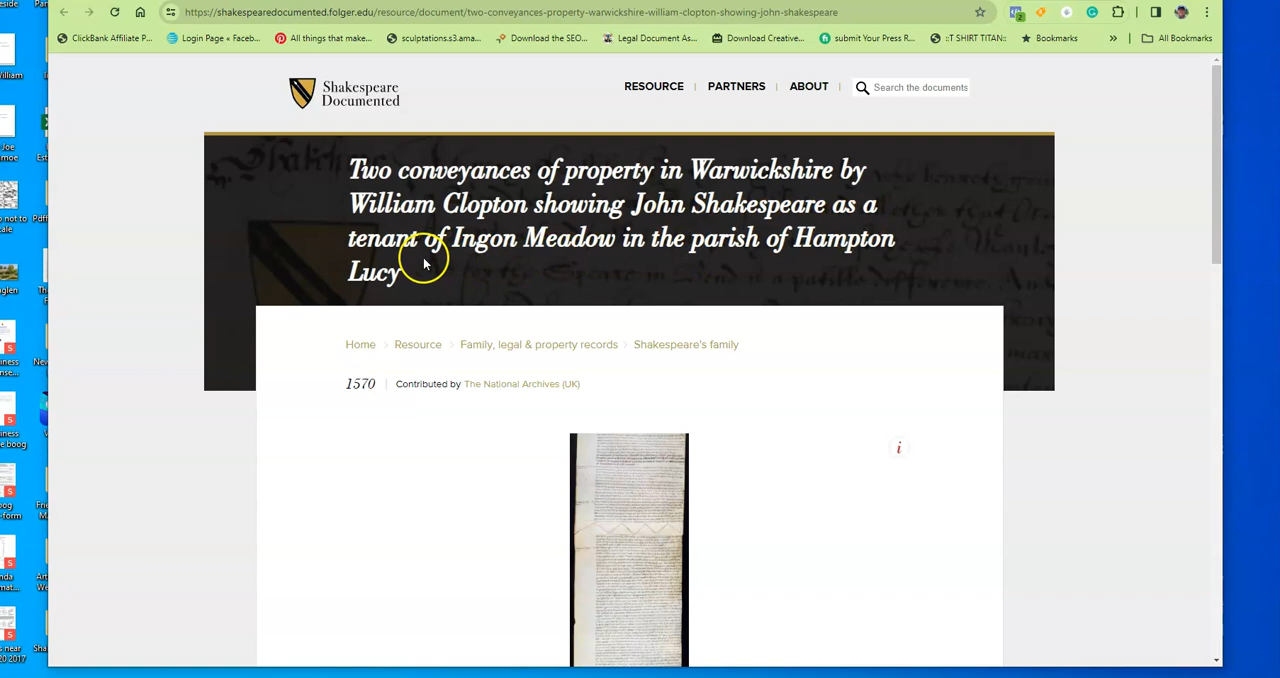 https://shakespearedocumented.folger.edu/resource/document/two-conveyances-property-warwickshire-william-clopton-showing-john-shakespeare
ClickBank Affiliate P... Login Page « Faceb... All things that make... sculptations.s3.ama... Download the SEO... Legal Document As... Download Creative... submit Your Press R... ::T SHIRT TITAN:: Bookmarks » All Bookmarks
Shakespeare
Documented
RESOURCE | PARTNERS | ABOUT | Search the documents
Two conveyances of property in Warwickshire by
William Clopton showing John Shakespeare as a
tenant of Ingon Meadow in the parish of Hampton
Lucy
Home > Resource > Family, legal & property records > Shakespeare's family
1570 | Contributed by The National Archives (UK)
i